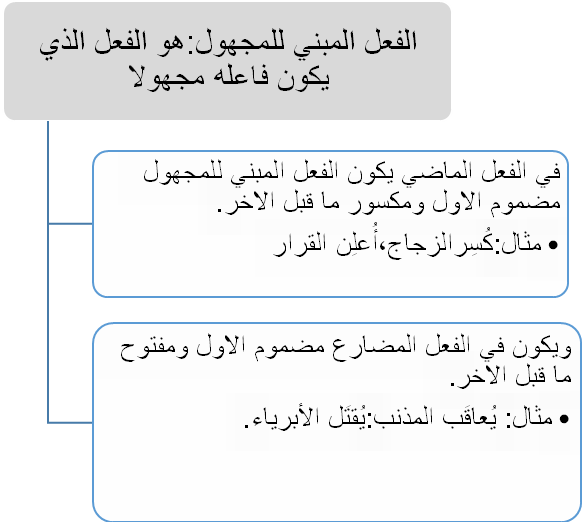 الفعل المبني للمجهول:هو الفعل الذي
يكون فاعله مجهولا
في الفعل الماضي يكون الفعل المبني للمجهول
مضموم الاول ومكسور ما قبل الاخر.
• مثال:كُسِرالزجاج،أُعلِن القرار
ويكون في الفعل المضارع مضموم الاول ومفتوح
ما قبل الاخر.
• مثال: يُعاقَب المذنب:يُقتَل الأبرياء.